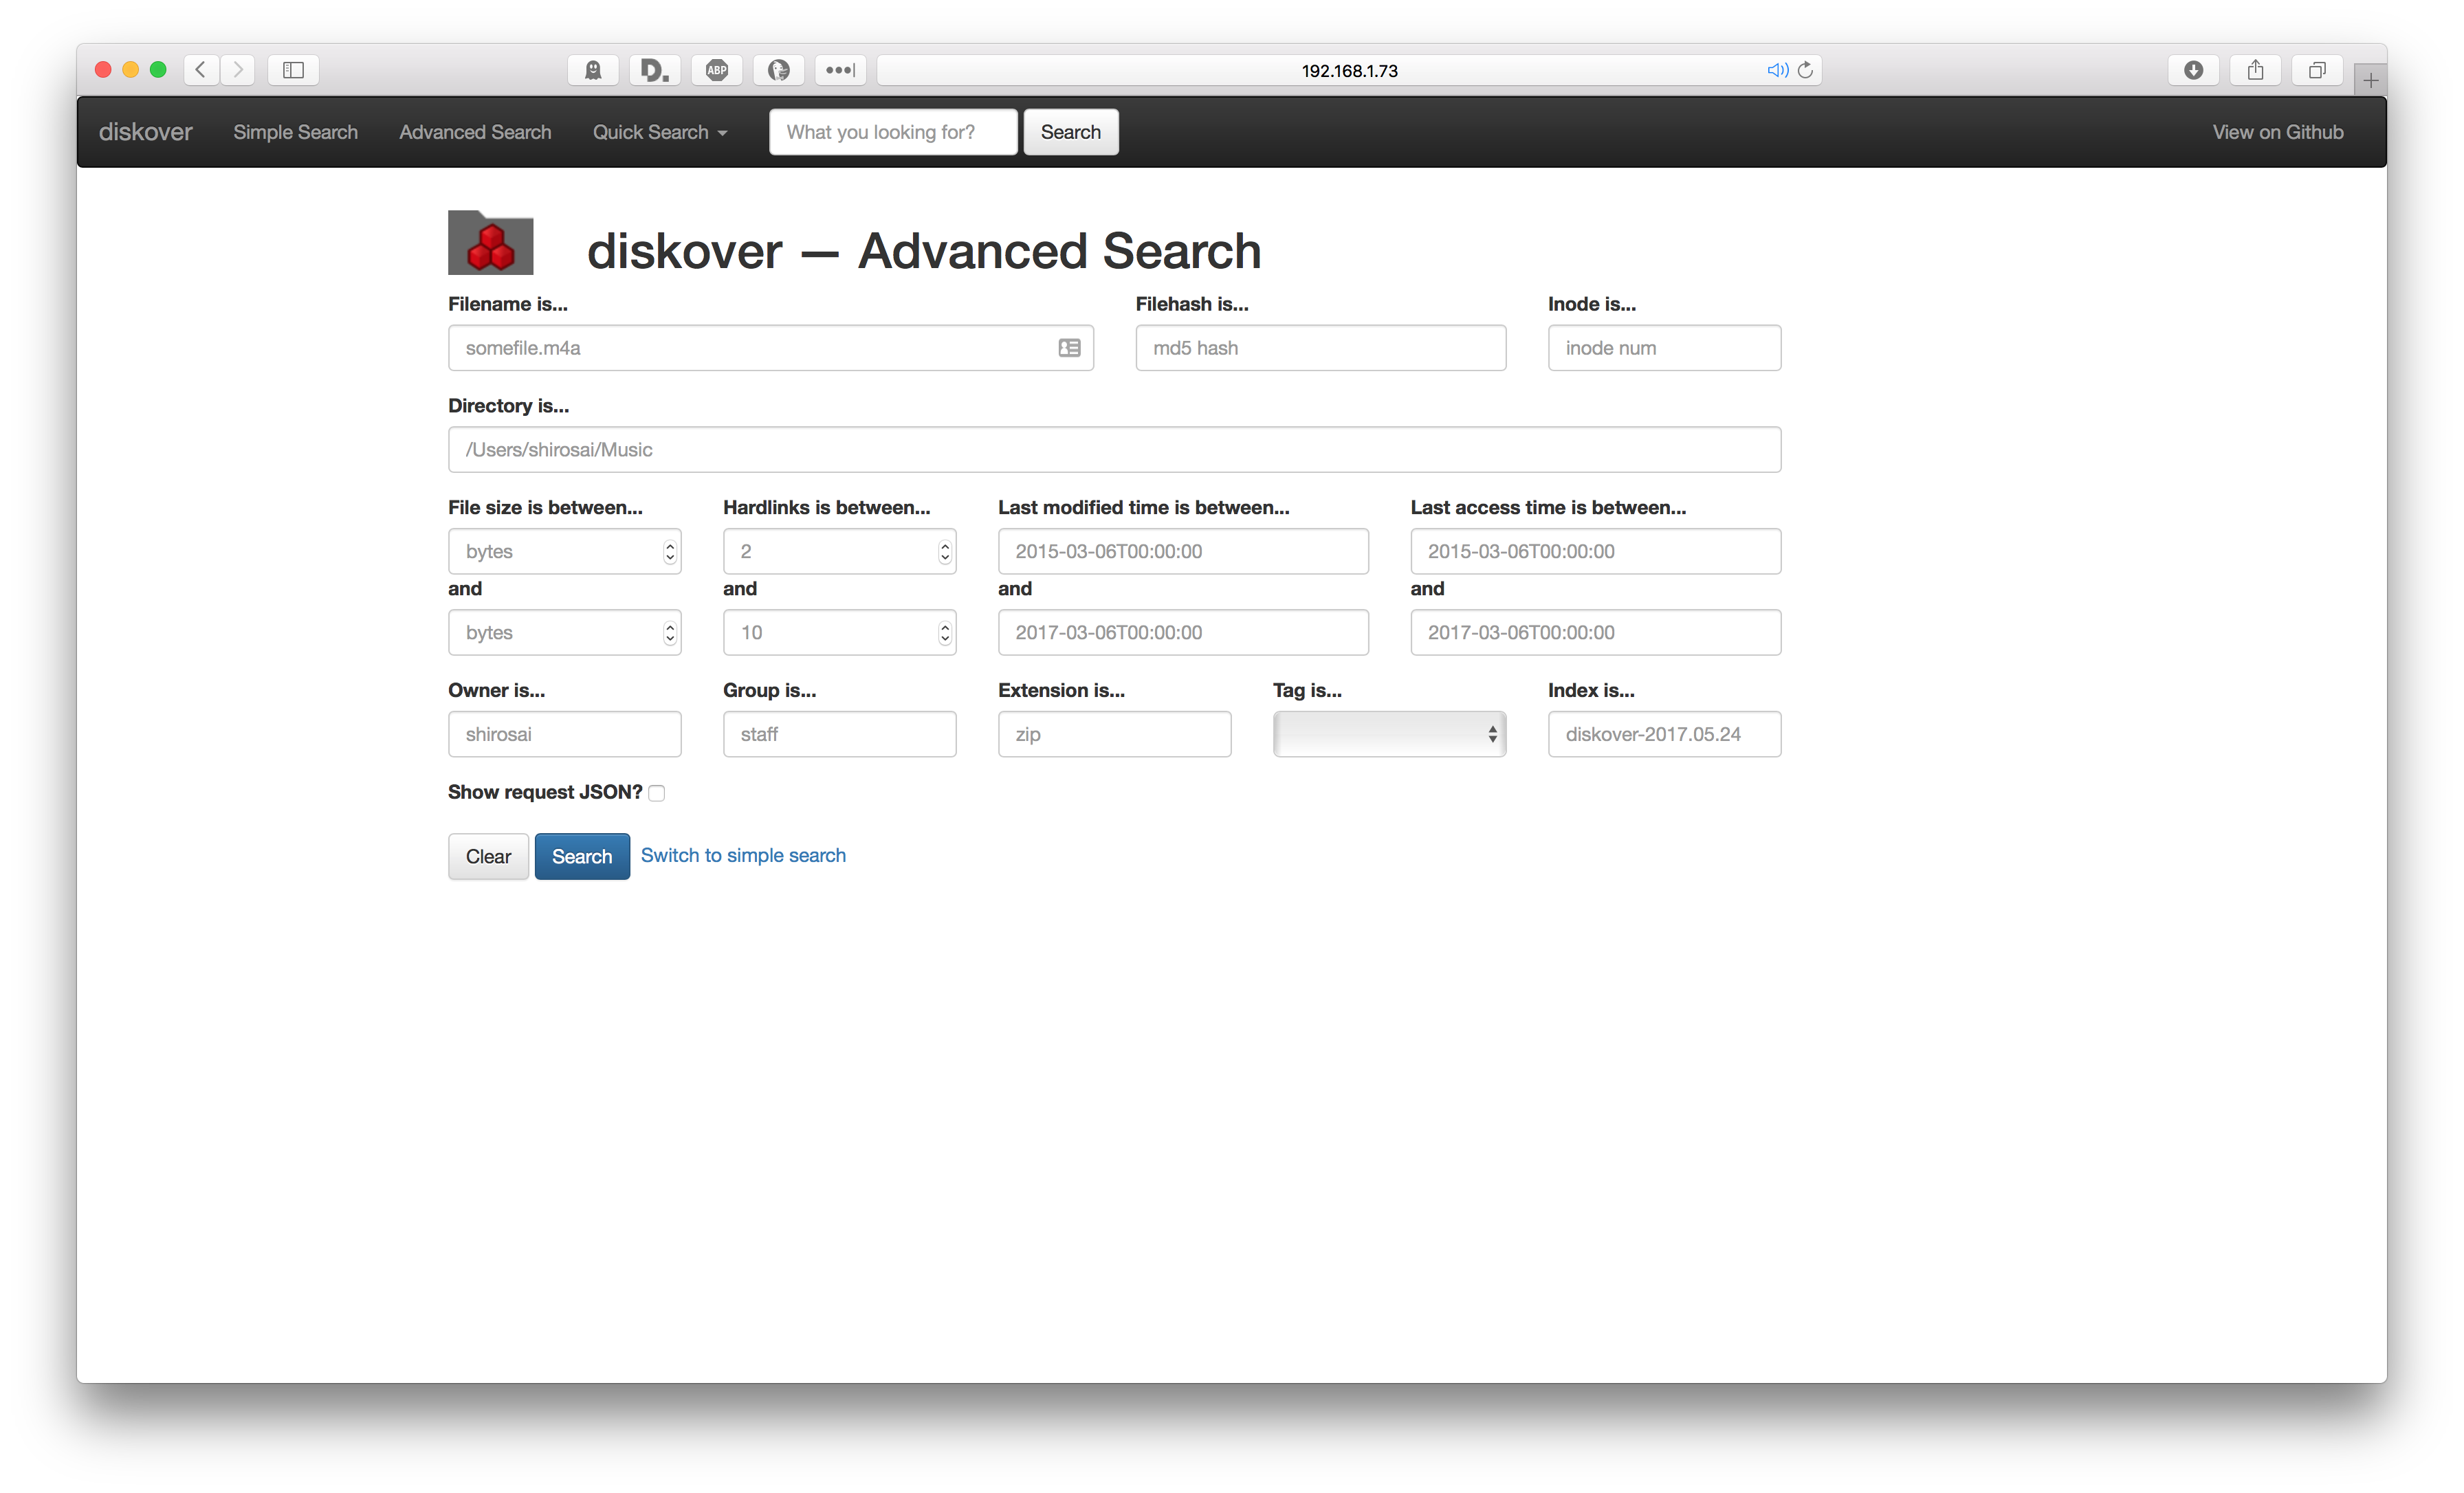 D. ABP 192.168.1.73
diskover Simple Search Advanced Search Quick Search What you looking for? Search View on Github
diskover — Advanced Search
Filename is... Filehash is... Inode is...
somefile.m4a md5 hash inode num
Directory is...
/Users/shirosai/Music
File size is between... Hardlinks is between... Last modified time is between... Last access time is between...
bytes 2 2015-03-06T00:00:00 2015-03-06T00:00:00
and and and and
bytes 10 2017-03-06T00:00:00 2017-03-06T00:00:00
Owner is... Group is... Extension is... Tag is... Index is...
shirosai staff zip diskover-2017.05.24
Show request JSON?
Clear Search Switch to simple search